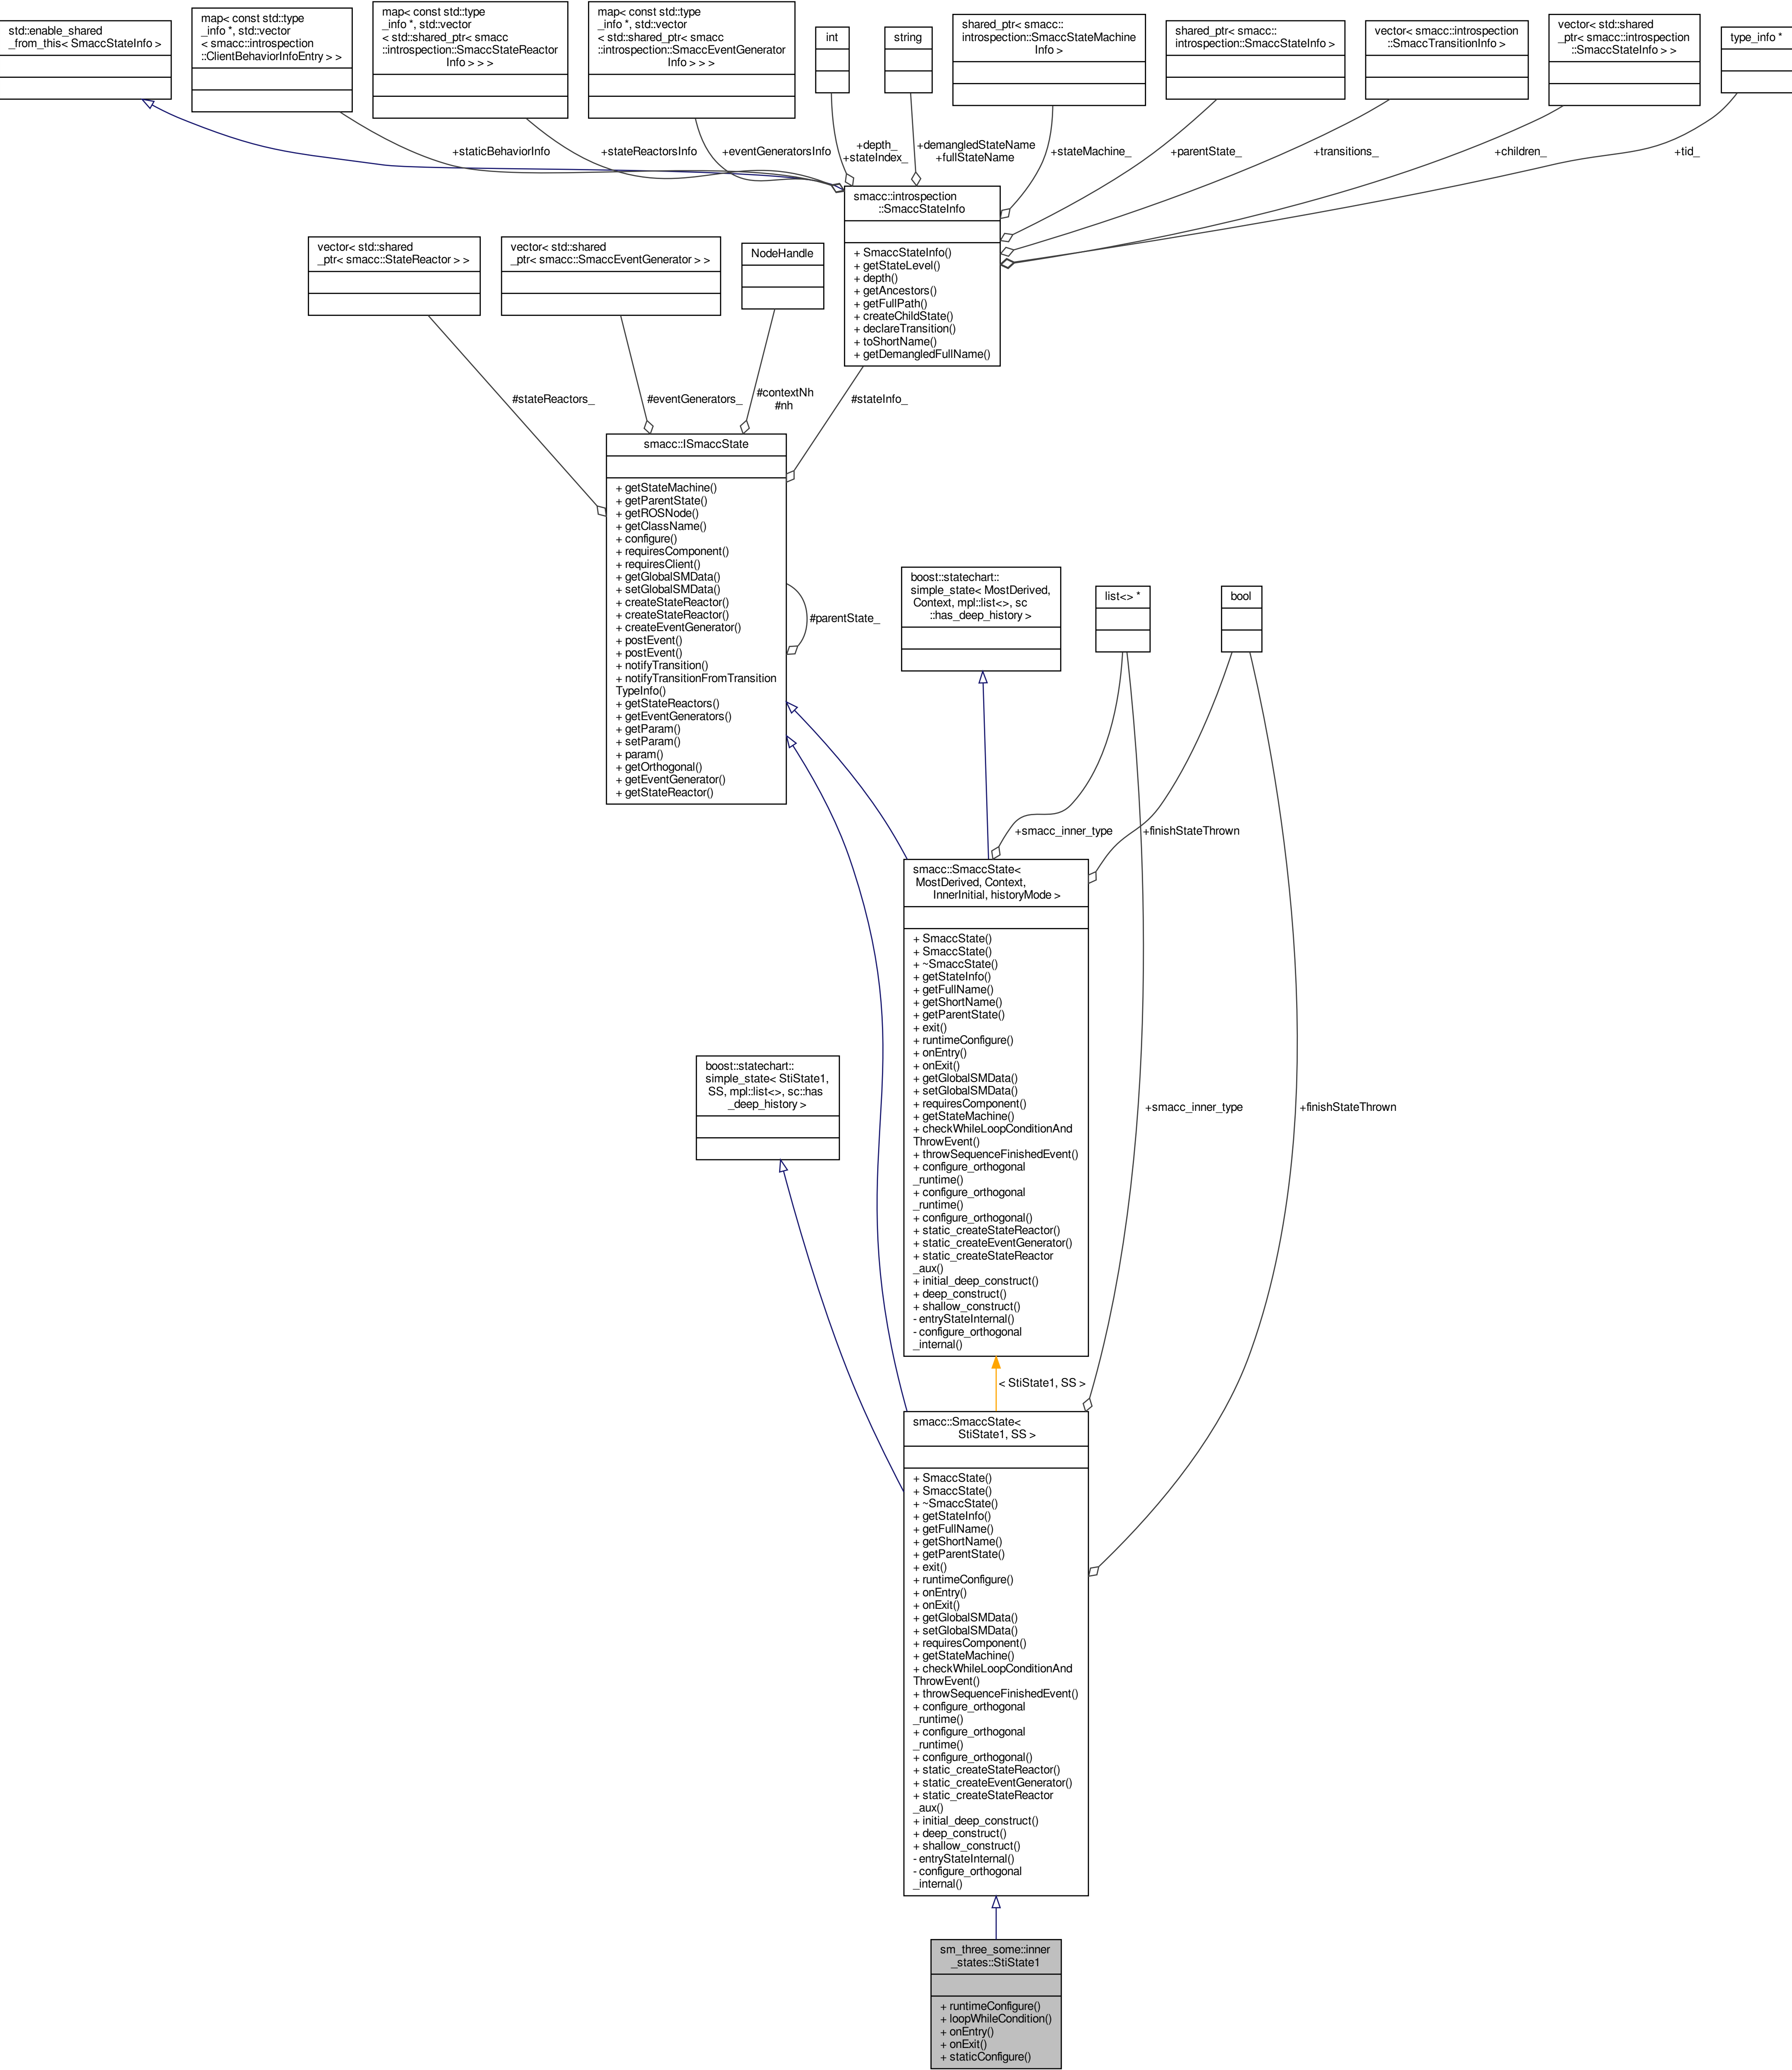 std::enable_shared
_from_this< SmaccStateInfo >
map< const std::type
_info *, std::vector
< smacc::introspection
::ClientBehaviorInfoEntry > >
map< const std::type
_info *, std::vector
< std::shared_ptr< smacc
::introspection::SmaccStateReactor
Info > > >
map< const std::type
_info *, std::vector
< std::shared_ptr< smacc
::introspection::SmaccEventGenerator
Info > > >
int
string
shared_ptr< smacc::
introspection::SmaccStateMachine
Info >
shared_ptr< smacc::
introspection::SmaccStateInfo >
vector< smacc::introspection
::SmaccTransitionInfo >
vector< std::shared
_ptr< smacc::introspection
::SmaccStateInfo > >
type_info *
+staticBehaviorInfo
+stateReactorsInfo
+eventGeneratorsInfo
+depth_
+stateIndex_
+demangledStateName
+fullStateName
+stateMachine_
+parentState_
+transitions_
+children_
+tid_
smacc::introspection
::SmaccStateInfo
+ SmaccStateInfo()
+ getStateLevel()
+ depth()
+ getAncestors()
+ getFullPath()
+ createChildState()
+ declareTransition()
+ toShortName()
+ getDemangledFullName()
vector< std::shared
_ptr< smacc::StateReactor > >
vector< std::shared
_ptr< smacc::SmaccEventGenerator > >
NodeHandle
#stateReactors_
#eventGenerators_
#contextNh
#nh
#stateInfo_
smacc::ISmaccState
+ getStateMachine()
+ getParentState()
+ getROSNode()
+ getClassName()
+ configure()
+ requiresComponent()
+ requiresClient()
+ getGlobalSMData()
+ setGlobalSMData()
+ createStateReactor()
+ createStateReactor()
+ createEventGenerator()
+ postEvent()
+ postEvent()
+ notifyTransition()
+ notifyTransitionFromTransition
TypeInfo()
+ getStateReactors()
+ getEventGenerators()
+ getParam()
+ setParam()
+ param()
+ getOrthogonal()
+ getEventGenerator()
+ getStateReactor()
#parentState_
boost::statechart::
simple_state< MostDerived,
Context, mpl::list<>, sc
::has_deep_history >
list<> *
bool
+smacc_inner_type
+finishStateThrown
smacc::SmaccState<
MostDerived, Context,
InnerInitial, historyMode >
+ SmaccState()
+ SmaccState()
+ ~SmaccState()
+ getStateInfo()
+ getFullName()
+ getShortName()
+ getParentState()
+ exit()
+ runtimeConfigure()
+ onEntry()
+ onExit()
+ getGlobalSMData()
+ setGlobalSMData()
+ requiresComponent()
+ getStateMachine()
+ checkWhileLoopConditionAnd
ThrowEvent()
+ throwSequenceFinishedEvent()
+ configure_orthogonal
_runtime()
+ configure_orthogonal
_runtime()
+ configure_orthogonal()
+ static_createStateReactor()
+ static_createEventGenerator()
+ static_createStateReactor
_aux()
+ initial_deep_construct()
+ deep_construct()
+ shallow_construct()
- entryStateInternal()
- configure_orthogonal
_internal()
boost::statechart::
simple_state< StiState1,
SS, mpl::list<>, sc::has
_deep_history >
+smacc_inner_type
+finishStateThrown
< StiState1, SS >
smacc::SmaccState<
StiState1, SS >
+ SmaccState()
+ SmaccState()
+ ~SmaccState()
+ getStateInfo()
+ getFullName()
+ getShortName()
+ getParentState()
+ exit()
+ runtimeConfigure()
+ onEntry()
+ onExit()
+ getGlobalSMData()
+ setGlobalSMData()
+ requiresComponent()
+ getStateMachine()
+ checkWhileLoopConditionAnd
ThrowEvent()
+ throwSequenceFinishedEvent()
+ configure_orthogonal
_runtime()
+ configure_orthogonal
_runtime()
+ configure_orthogonal()
+ static_createStateReactor()
+ static_createEventGenerator()
+ static_createStateReactor
_aux()
+ initial_deep_construct()
+ deep_construct()
+ shallow_construct()
- entryStateInternal()
- configure_orthogonal
_internal()
sm_three_some::inner
_states::StiState1
+ runtimeConfigure()
+ loopWhileCondition()
+ onEntry()
+ onExit()
+ staticConfigure()